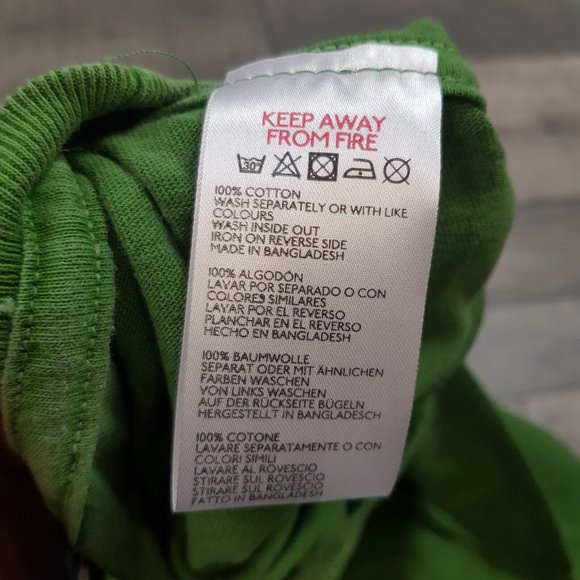 KEEP AWAY
FROM FIRE
30°
100% COTTON
WASH SEPARATELY OR WITH LIKE
COLOURS
WASH INSIDE OUT
IRON ON REVERSE SIDE
MADE IN BANGLADESH
100% ALGODÓN
LAVAR POR SEPARADO O CON
COLORES SIMILARES
LAVAR POR EL REVERSO
PLANCHAR EN EL REVERSO
HECHO EN BANGLADESH
100% BAUMWOLLE
SEPARAT ODER MIT ÄHNLICHEN
FARBEN WASCHEN
VON LINKS WASCHEN
AUF DER RÜCKSEITE BÜGELN
HERGESTELLT IN BANGLADESCH
100% COTONE
LAVARE SEPARATAMENTE O CON
COLORI SIMILI
LAVARE AL ROVESCIO
STIRARE SUL ROVESCIO
STIRARE SUL ROVESCIO
FATTO IN BANGLADESH